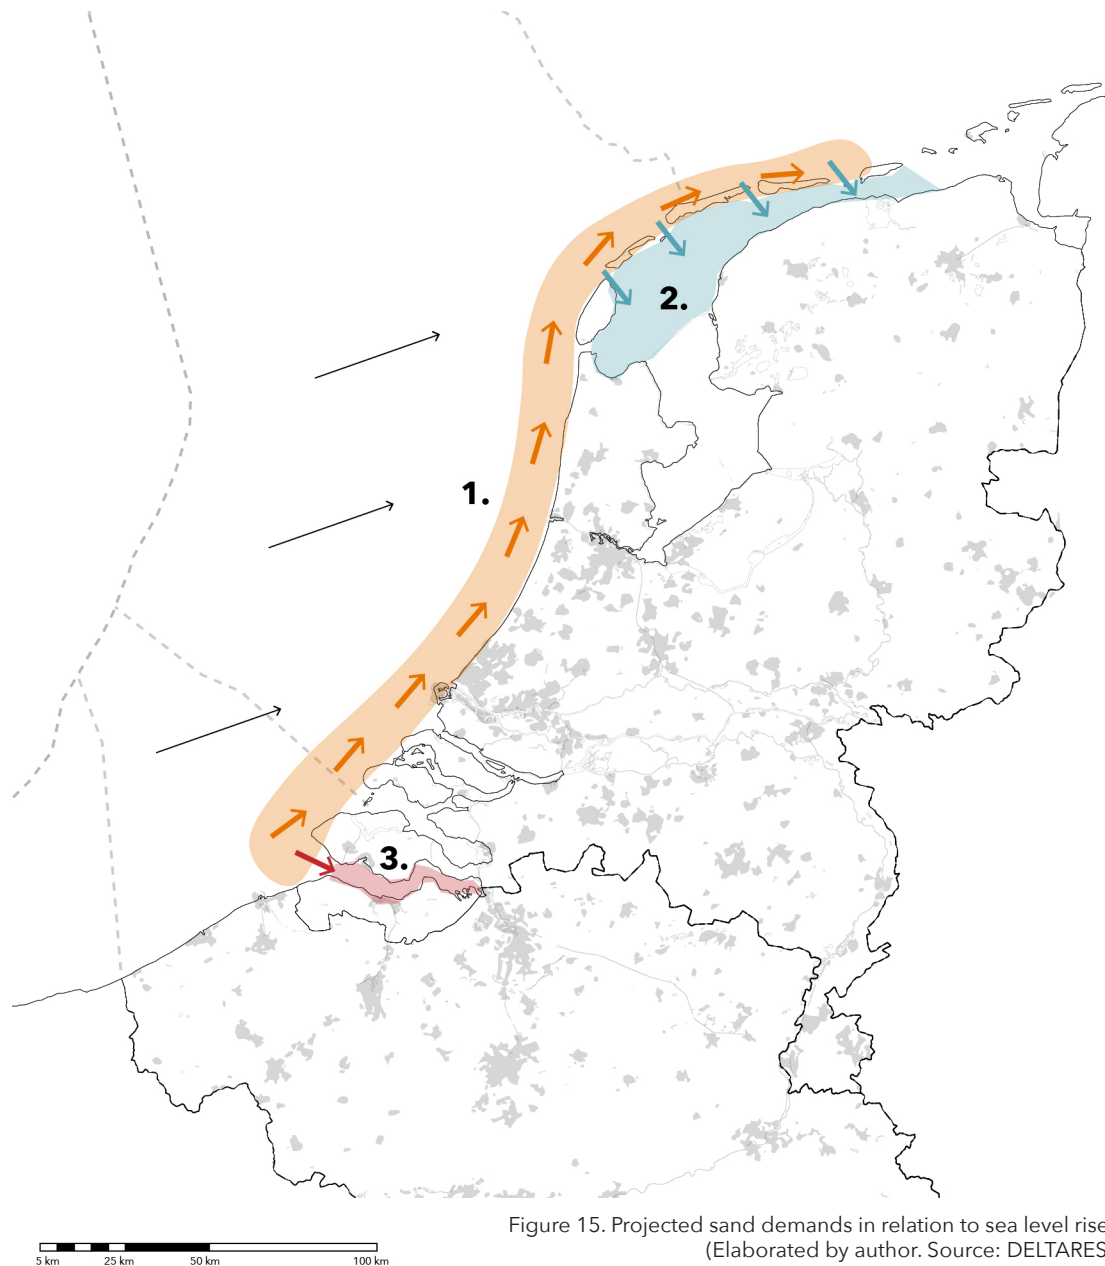 2.
1.
3.
Figure 15. Projected sand demands in relation to sea level rise
(Elaborated by author. Source: DELTARES
5 km 25 km 50 km 100 km